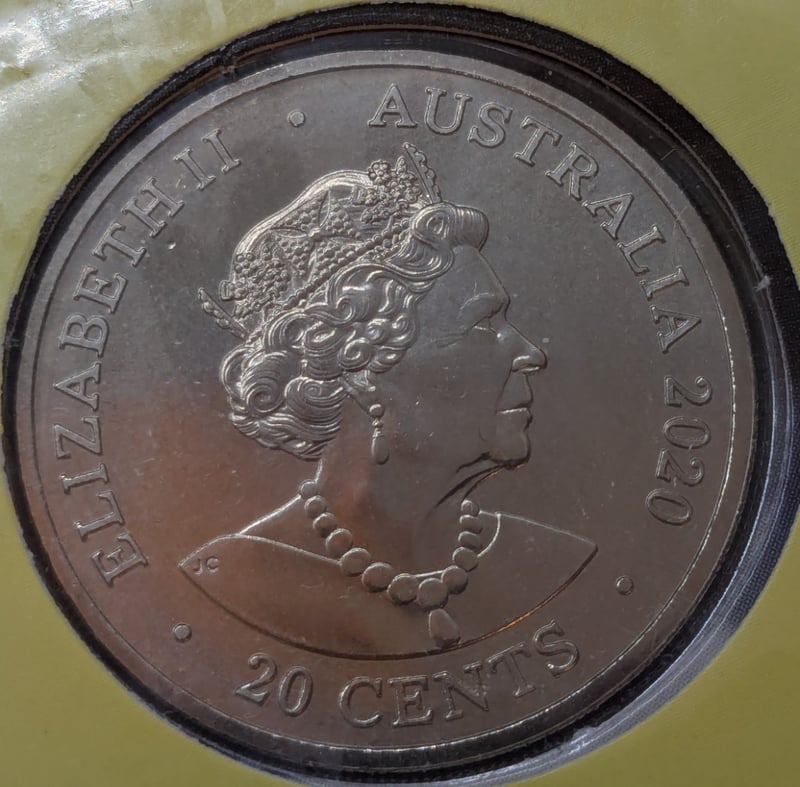 ELIZABETH II
AUSTRALIA 2020
20 CENTS
JC